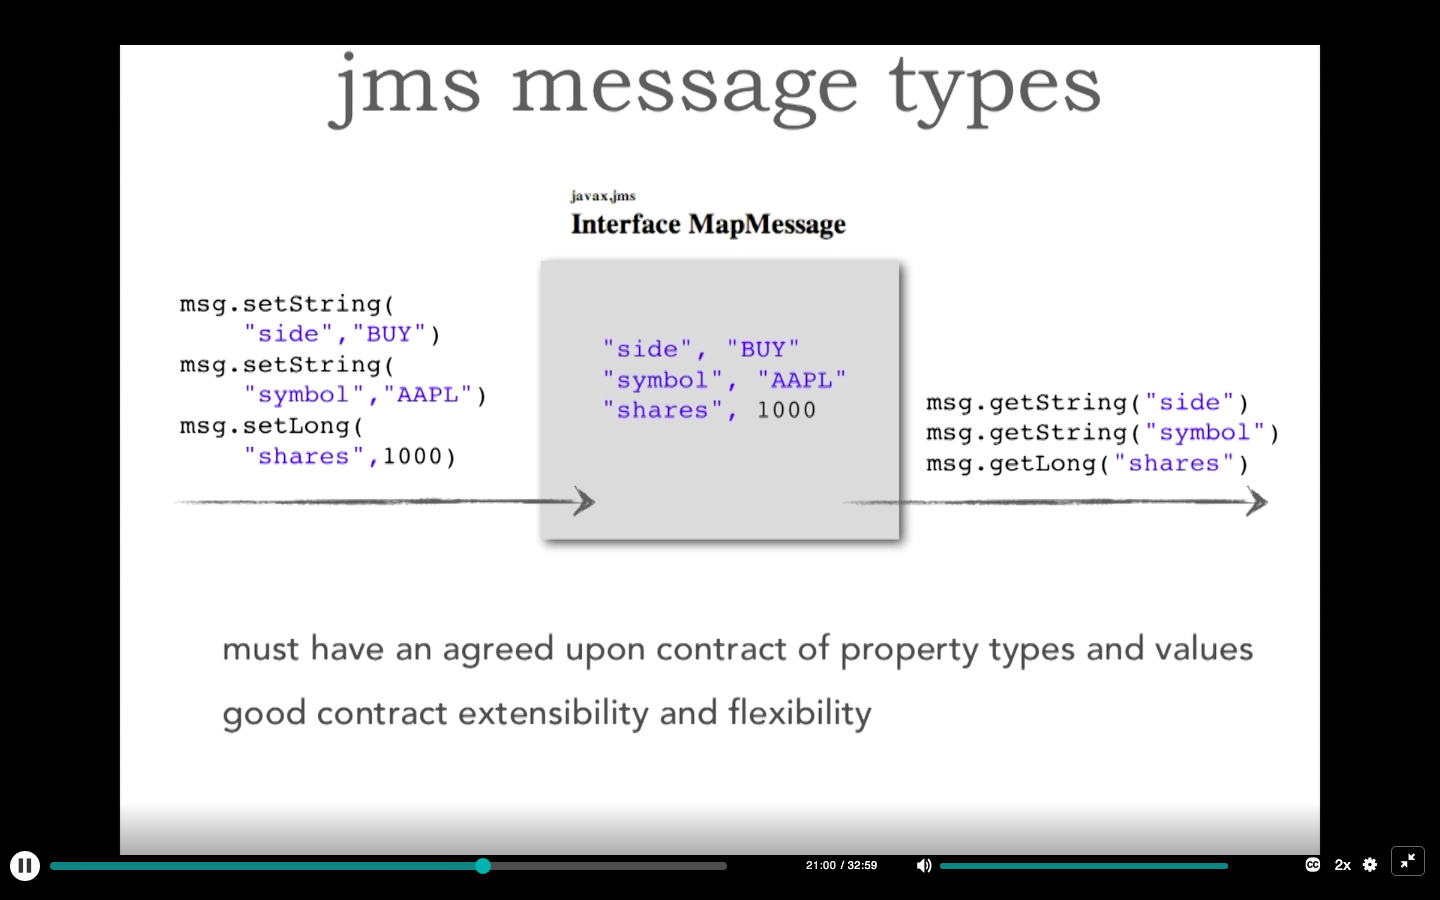 jms message types
javax.jms
Interface MapMessage
msg.setString(
"side","BUY")
msg.setString(
"symbol","AAPL")
msg.setLong(
"shares",1000)
"side", "BUY"
"symbol", "AAPL"
"shares", 1000
msg.getString("side")
msg.getString("symbol")
msg.getLong("shares")
must have an agreed upon contract of property types and values
good contract extensibility and flexibility
21:00 / 32:59
CC
2x